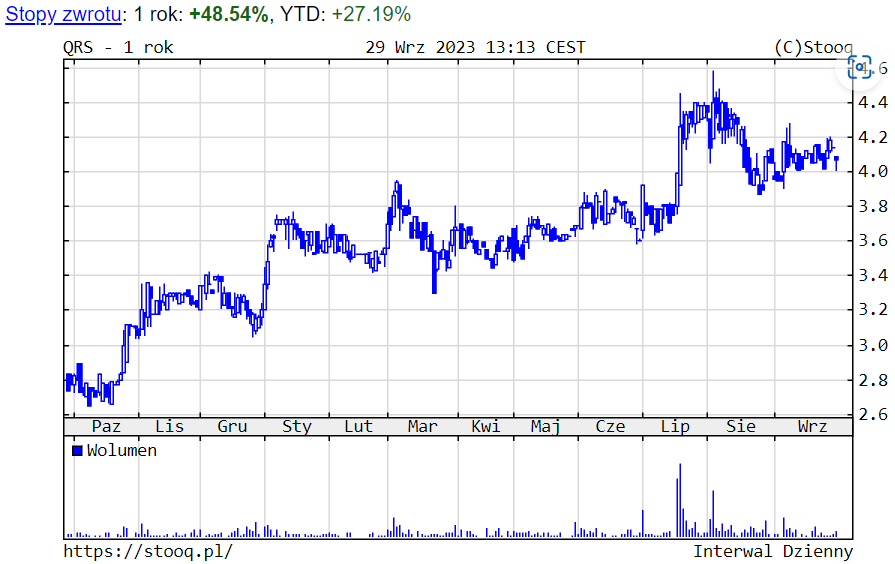 Stopy zwrotu: 1 rok: +48.54%, YTD: +27.19%
QRS - 1 rok 29 Wrz 2023 13:13 CEST (C)Stooq
4.6
4.4
4.2
4.0
3.8
3.6
3.4
3.2
3.0
2.8
2.6
Paz Lis Gru Sty Lut Mar Kwi Maj Cze Lip Sie Wrz
Wolumen
https://stooq.pl/ Interwal Dzienny